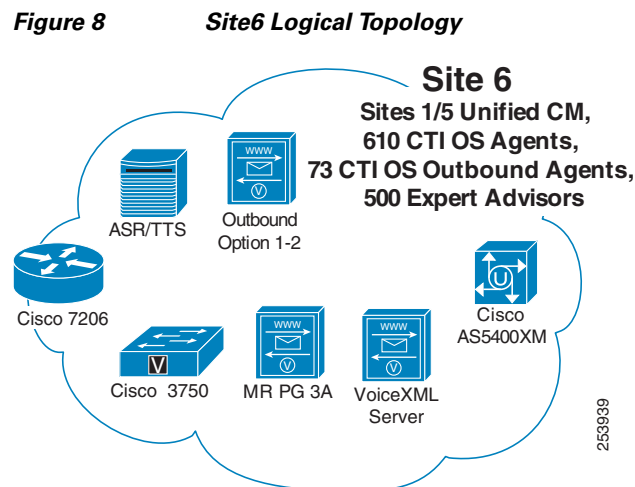 Figure 8 Site6 Logical Topology
Site 6
Sites 1/5 Unified CM,
610 CTI OS Agents,
73 CTI OS Outbound Agents,
500 Expert Advisors
WWW
V
ASR/TTS
Outbound
Option 1-2
Cisco 7206
U
Cisco
AS5400XM
V
Cisco 3750
WWW
V
MR PG 3A
WWW
V
VoiceXML
Server
253939